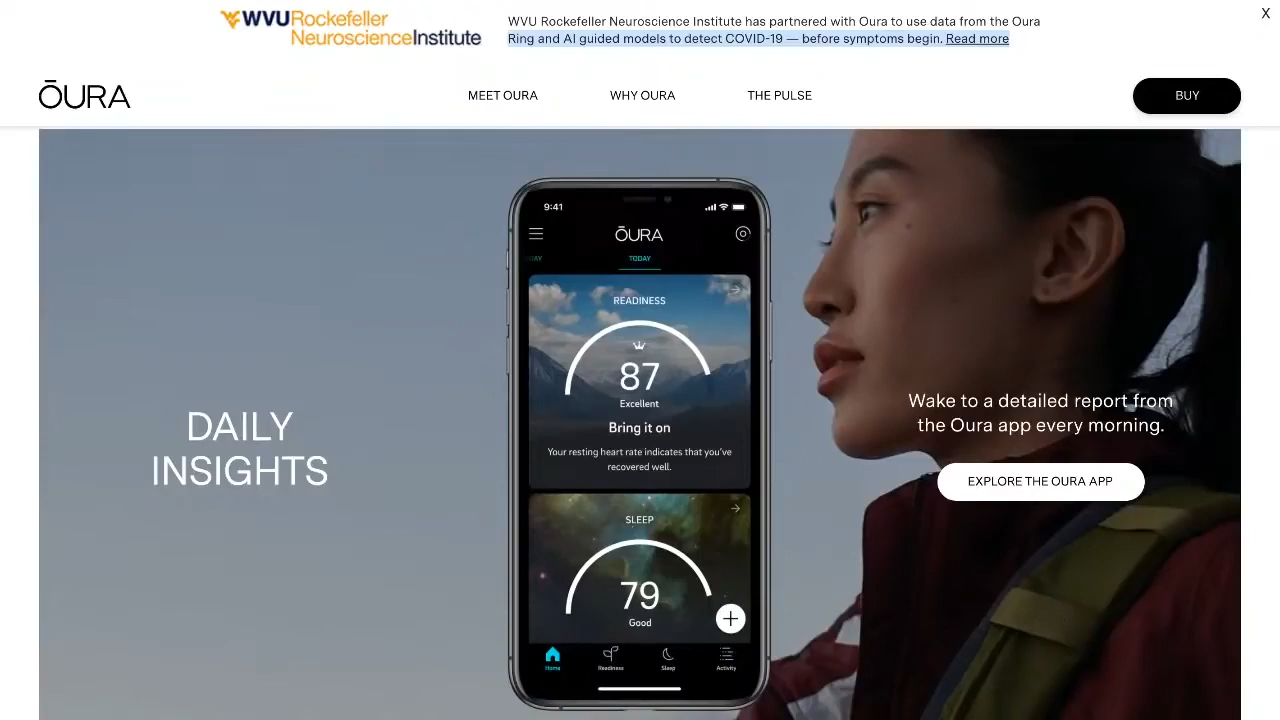 WVURockefeller
NeuroscienceInstitute
WVU Rockefeller Neuroscience Institute has partnered with Oura to use data from the Oura
Ring and AI guided models to detect COVID-19 — before symptoms begin. Read more
X
ŌURA
MEET OURA
WHY OURA
THE PULSE
BUY
DAILY
INSIGHTS
9:41
ŌURA
TODAY
READINESS
87
Excellent
Bring it on
Your resting heart rate indicates that you've
recovered well.
SLEEP
79
Good
Home
Readiness
Sleep
Activity
Wake to a detailed report from
the Oura app every morning.
EXPLORE THE OURA APP